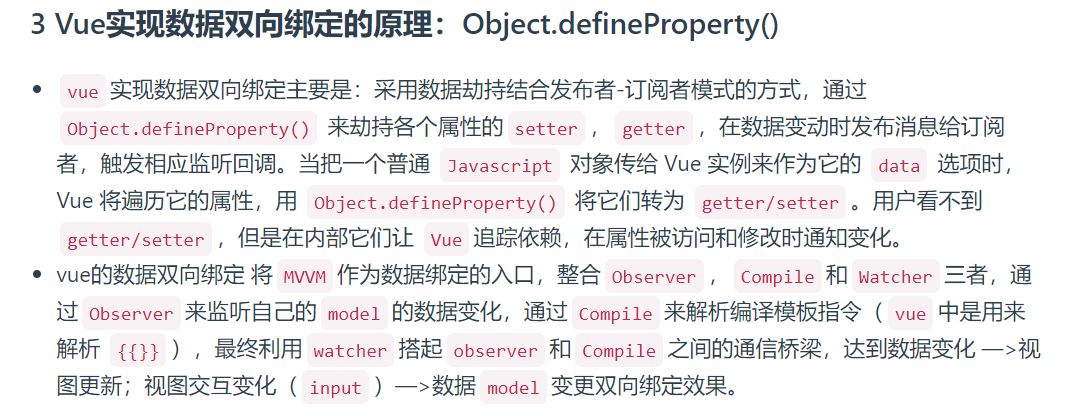 3 Vue实现数据双向绑定的原理：Object.defineProperty()
• vue 实现数据双向绑定主要是：采用数据劫持结合发布者-订阅者模式的方式，通过
Object.defineProperty() 来劫持各个属性的 setter ， getter ，在数据变动时发布消息给订阅
者，触发相应监听回调。当把一个普通 Javascript 对象传给 Vue 实例来作为它的 data 选项时，
Vue 将遍历它的属性，用 Object.defineProperty() 将它们转为 getter/setter 。用户看不到
getter/setter ，但是在内部它们让 Vue 追踪依赖，在属性被访问和修改时通知变化。
• vue的数据双向绑定 将 MVVM 作为数据绑定的入口，整合 Observer ， Compile 和 Watcher 三者，通
过 Observer 来监听自己的 model 的数据变化，通过 Compile 来解析编译模板指令（ vue 中是用来
解析 {{}} ），最终利用 watcher 搭起 observer 和 Compile 之间的通信桥梁，达到数据变化 —>视
图更新；视图交互变化（ input ）—>数据 model 变更双向绑定效果。